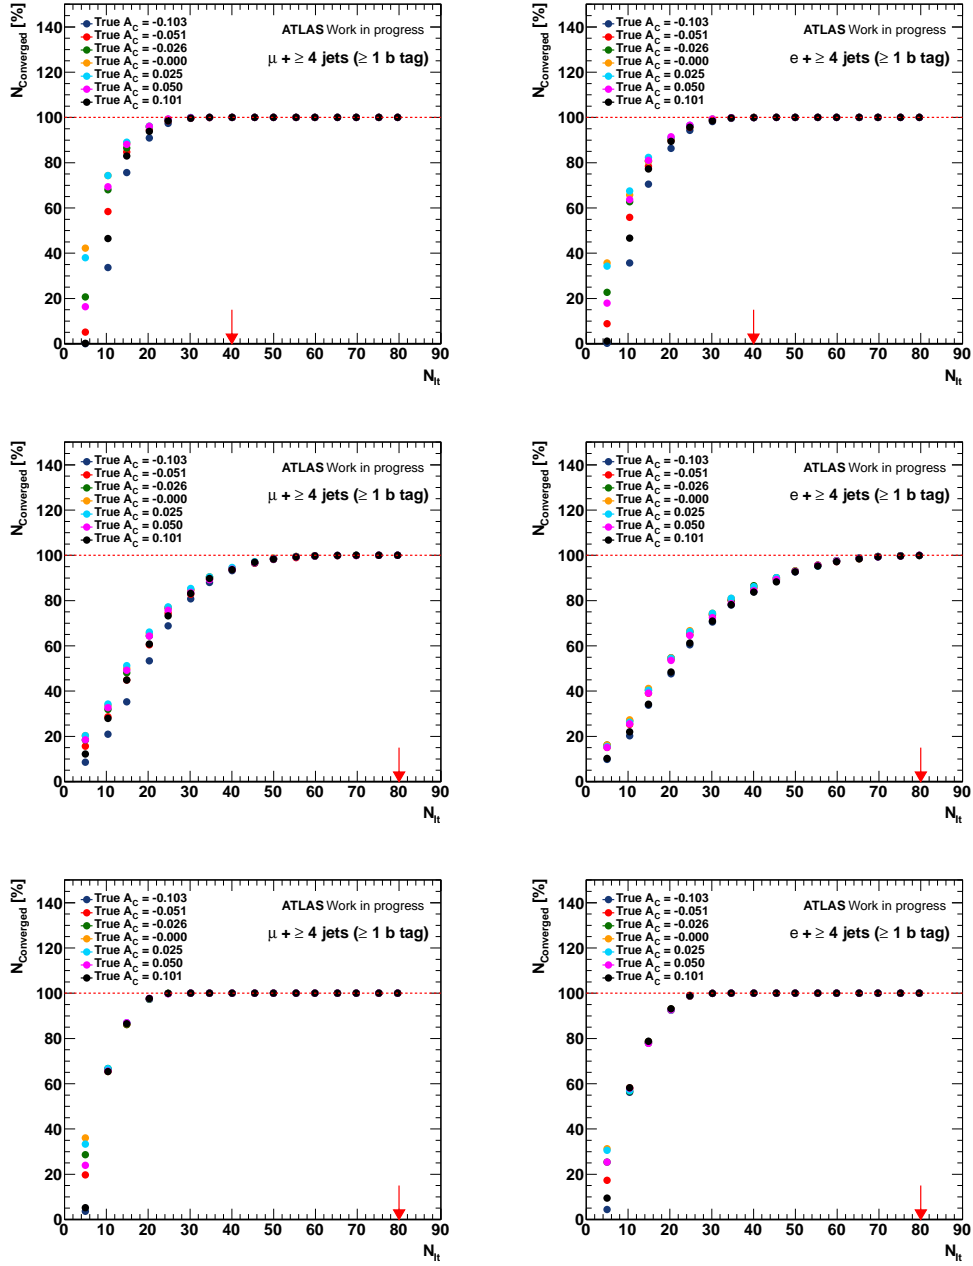 N_Converged [%]
140
120
100
80
60
40
20
0
True A_C = -0.103
True A_C = -0.051
True A_C = -0.026
True A_C = -0.000
True A_C = 0.025
True A_C = 0.050
True A_C = 0.101
ATLAS Work in progress
μ + ≥ 4 jets (≥ 1 b tag)
0 10 20 30 40 50 60 70 80 90
N_It
N_Converged [%]
140
120
100
80
60
40
20
0
True A_C = -0.103
True A_C = -0.051
True A_C = -0.026
True A_C = -0.000
True A_C = 0.025
True A_C = 0.050
True A_C = 0.101
ATLAS Work in progress
e + ≥ 4 jets (≥ 1 b tag)
0 10 20 30 40 50 60 70 80 90
N_It
N_Converged [%]
140
120
100
80
60
40
20
0
True A_C = -0.103
True A_C = -0.051
True A_C = -0.026
True A_C = -0.000
True A_C = 0.025
True A_C = 0.050
True A_C = 0.101
ATLAS Work in progress
μ + ≥ 4 jets (≥ 1 b tag)
0 10 20 30 40 50 60 70 80 90
N_It
N_Converged [%]
140
120
100
80
60
40
20
0
True A_C = -0.103
True A_C = -0.051
True A_C = -0.026
True A_C = -0.000
True A_C = 0.025
True A_C = 0.050
True A_C = 0.101
ATLAS Work in progress
e + ≥ 4 jets (≥ 1 b tag)
0 10 20 30 40 50 60 70 80 90
N_It
N_Converged [%]
140
120
100
80
60
40
20
0
True A_C = -0.103
True A_C = -0.051
True A_C = -0.026
True A_C = -0.000
True A_C = 0.025
True A_C = 0.050
True A_C = 0.101
ATLAS Work in progress
μ + ≥ 4 jets (≥ 1 b tag)
0 10 20 30 40 50 60 70 80 90
N_It
N_Converged [%]
140
120
100
80
60
40
20
0
True A_C = -0.103
True A_C = -0.051
True A_C = -0.026
True A_C = -0.000
True A_C = 0.025
True A_C = 0.050
True A_C = 0.101
ATLAS Work in progress
e + ≥ 4 jets (≥ 1 b tag)
0 10 20 30 40 50 60 70 80 90
N_It